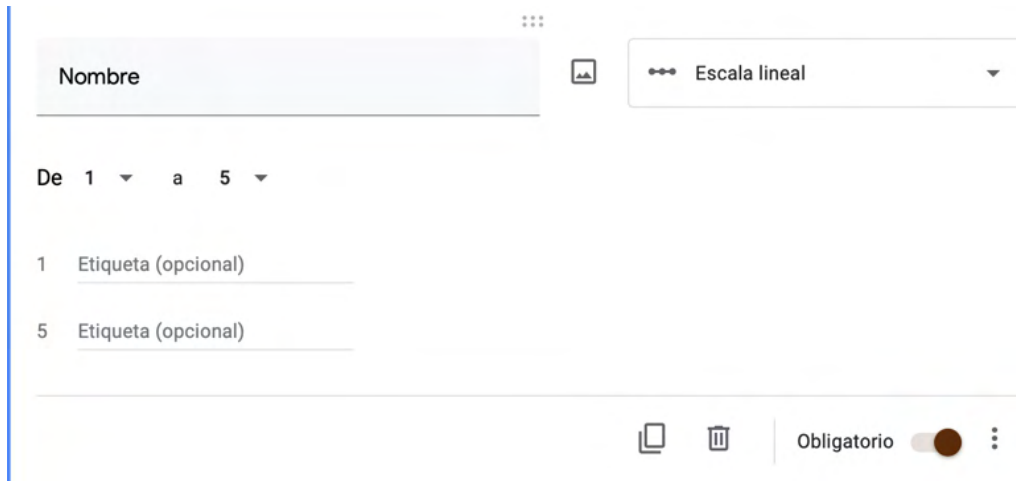 Nombre
Escala lineal
De 1 a 5
1 Etiqueta (opcional)
5 Etiqueta (opcional)
Obligatorio